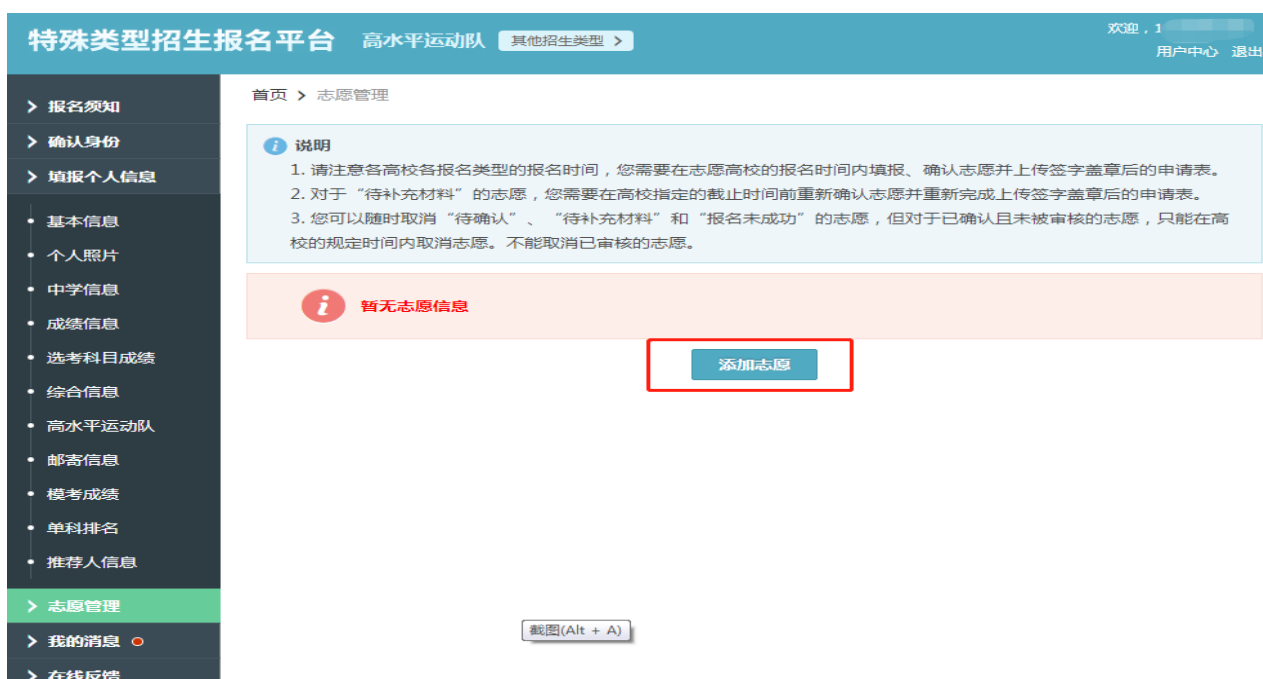 特殊类型招生报名平台 高水平运动队 其他招生类型 >
欢迎，1
用户中心 退出
> 报名须知
> 确认身份
> 填报个人信息
• 基本信息
• 个人照片
• 中学信息
• 成绩信息
• 选考科目成绩
• 综合信息
• 高水平运动队
• 邮寄信息
• 模考成绩
• 单科排名
• 推荐人信息
> 志愿管理
> 我的消息
> 在线反馈
首页 > 志愿管理
说明
1. 请注意各高校各报名类型的报名时间，您需要在志愿高校的报名时间内填报、确认志愿并上传签字盖章后的申请表。
2. 对于“待补充材料”的志愿，您需要在高校指定的截止时间前重新确认志愿并重新完成上传签字盖章后的申请表。
3. 您可以随时取消“待确认”、“待补充材料”和“报名未成功”的志愿，但对于已确认且未被审核的志愿，只能在高
校的规定时间内取消志愿。不能取消已审核的志愿。
暂无志愿信息
添加志愿
截图(Alt + A)